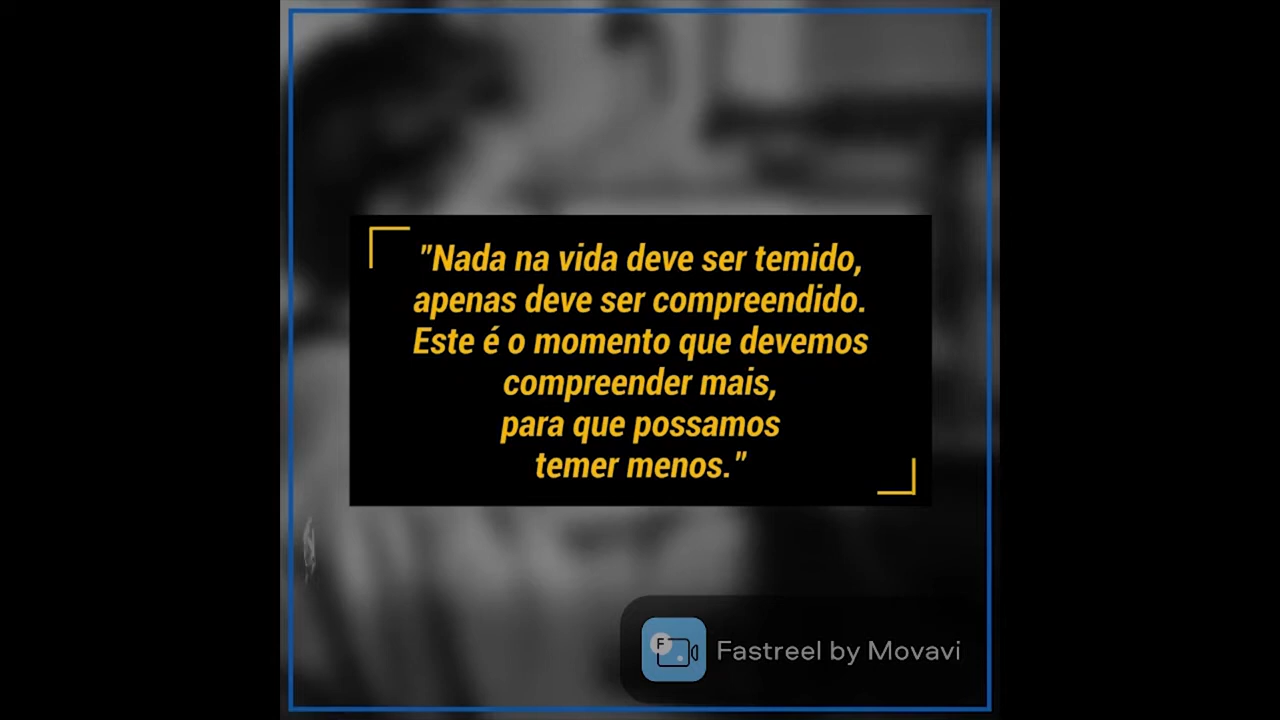 "Nada na vida deve ser temido,
apenas deve ser compreendido.
Este é o momento que devemos
compreender mais,
para que possamos
temer menos."
F
Fastreel by Movavi